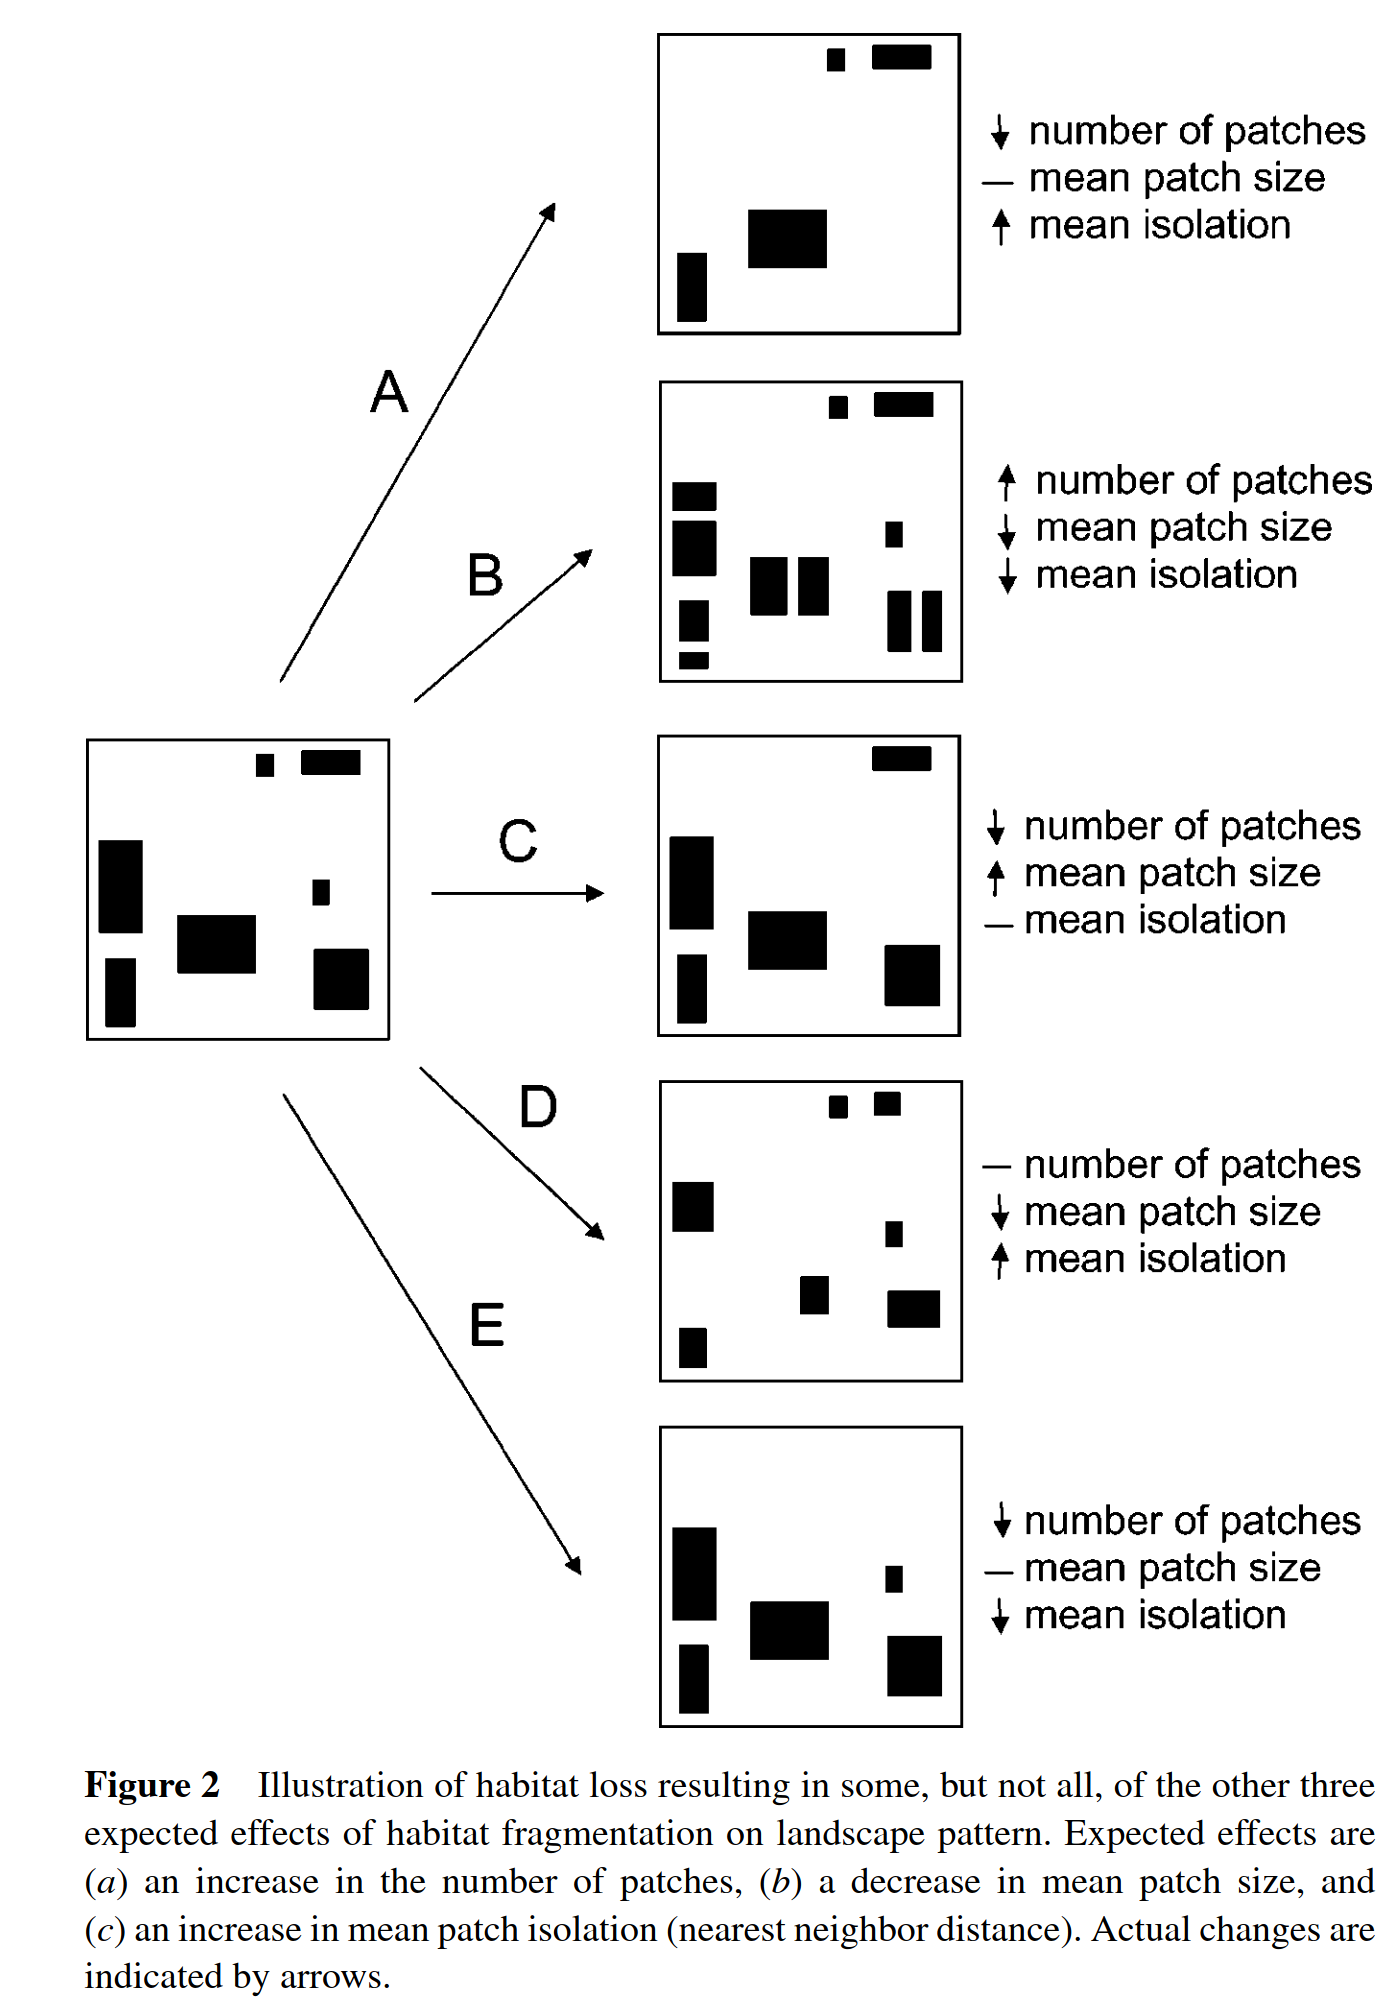 ↓ number of patches
— mean patch size
↑ mean isolation
A
↑ number of patches
↓ mean patch size
↓ mean isolation
B
C
↓ number of patches
↑ mean patch size
— mean isolation
D
— number of patches
↓ mean patch size
↑ mean isolation
E
↓ number of patches
— mean patch size
↓ mean isolation
Figure 2 Illustration of habitat loss resulting in some, but not all, of the other three
expected effects of habitat fragmentation on landscape pattern. Expected effects are
(a) an increase in the number of patches, (b) a decrease in mean patch size, and
(c) an increase in mean patch isolation (nearest neighbor distance). Actual changes are
indicated by arrows.